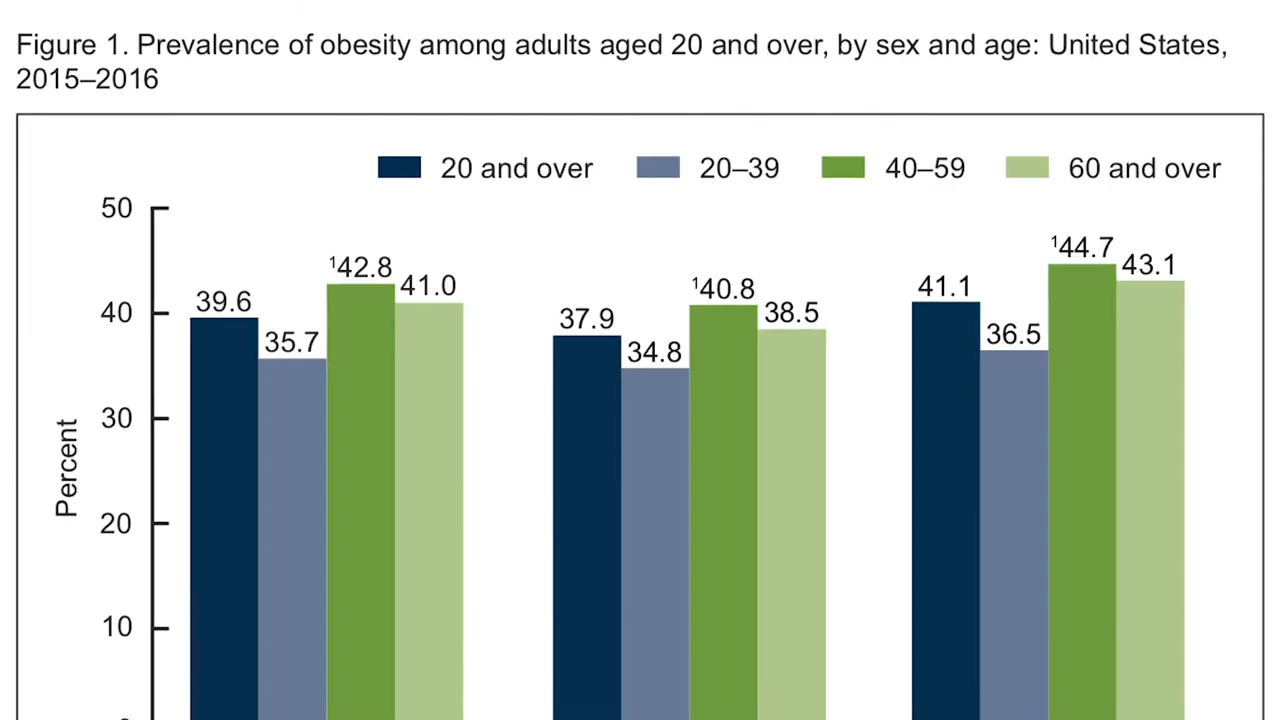 Figure 1. Prevalence of obesity among adults aged 20 and over, by sex and age: United States,
2015–2016
20 and over 20–39 40–59 60 and over
50
¹44.7
¹42.8 43.1
39.6 41.0 ¹40.8 41.1
40 37.9 38.5
35.7 34.8 36.5
30
Percent
20
10